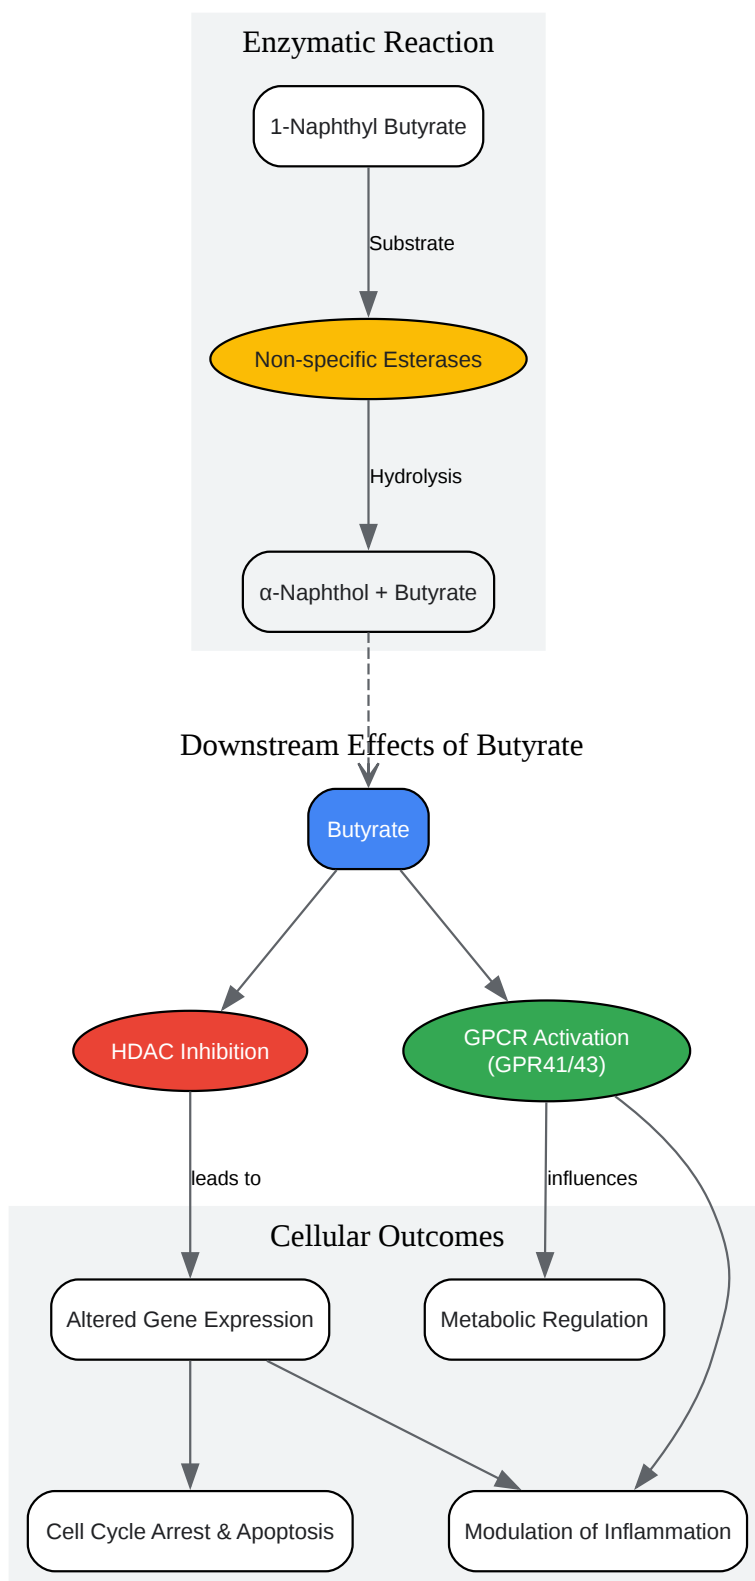 Enzymatic Reaction
1-Naphthyl Butyrate
Substrate
Non-specific Esterases
Hydrolysis
α-Naphthol + Butyrate
Downstream Effects of Butyrate
Butyrate
HDAC Inhibition
GPCR Activation
(GPR41/43)
leads to
influences
Cellular Outcomes
Altered Gene Expression
Metabolic Regulation
Cell Cycle Arrest & Apoptosis
Modulation of Inflammation